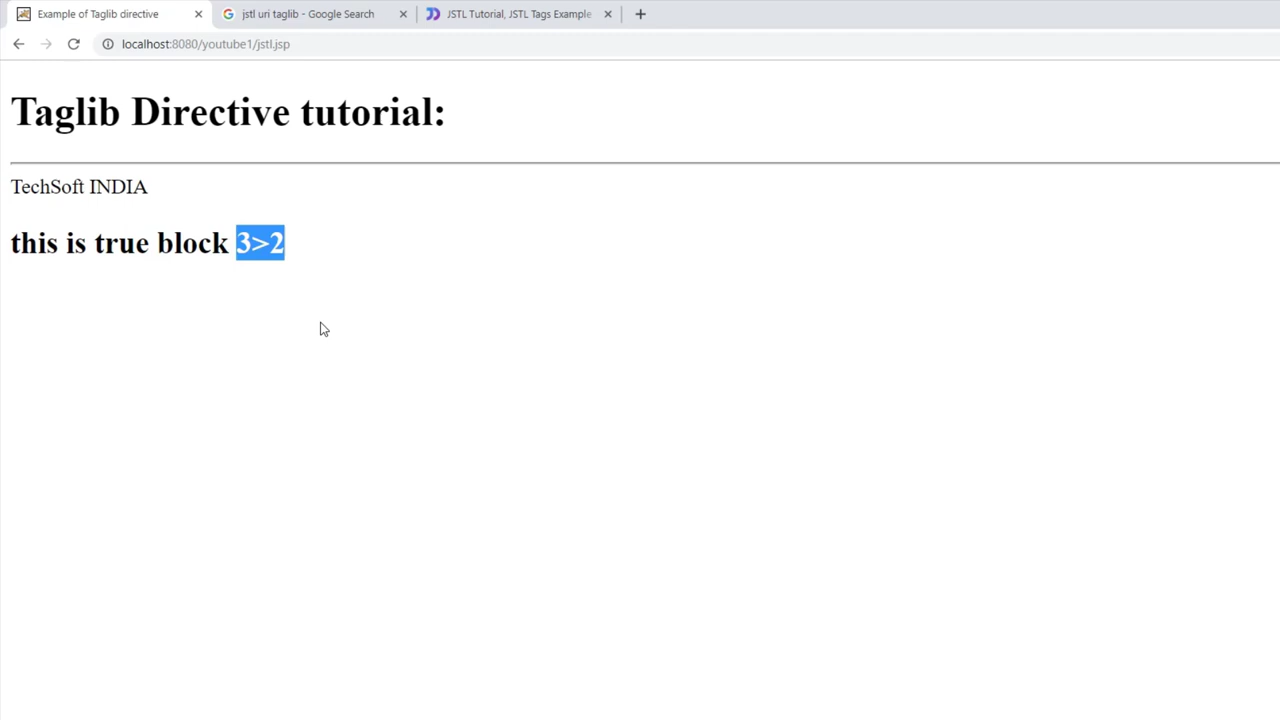 Example of Taglib directive
jstl uri taglib - Google Search
JSTL Tutorial, JSTL Tags Example
localhost:8080/youtube1/jstl.jsp
Taglib Directive tutorial:
TechSoft INDIA
this is true block 3>2